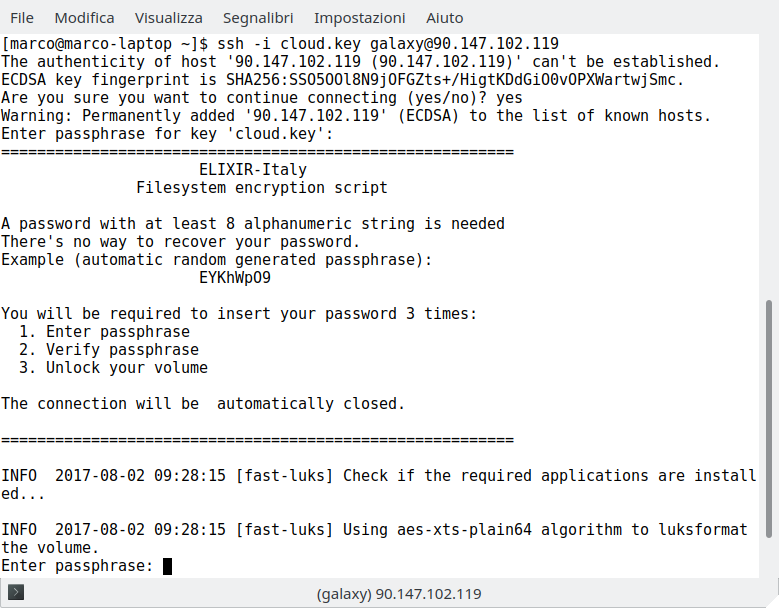 File Modifica Visualizza Segnalibri Impostazioni Aiuto
[marco@marco-laptop ~]$ ssh -i cloud.key galaxy@90.147.102.119
The authenticity of host '90.147.102.119 (90.147.102.119)' can't be established.
ECDSA key fingerprint is SHA256:SSO5OOl8N9jOFGZts+/HigtKDdGiO0vOPXWartwjSmc.
Are you sure you want to continue connecting (yes/no)? yes
Warning: Permanently added '90.147.102.119' (ECDSA) to the list of known hosts.
Enter passphrase for key 'cloud.key':
=========================================================
ELIXIR-Italy
Filesystem encryption script
A password with at least 8 alphanumeric string is needed
There's no way to recover your password.
Example (automatic random generated passphrase):
EYKhWpO9
You will be required to insert your password 3 times:
1. Enter passphrase
2. Verify passphrase
3. Unlock your volume
The connection will be  automatically closed.
=========================================================
INFO  2017-08-02 09:28:15 [fast-luks] Check if the required applications are install
ed...
INFO  2017-08-02 09:28:15 [fast-luks] Using aes-xts-plain64 algorithm to luksformat
the volume.
Enter passphrase:
(galaxy) 90.147.102.119